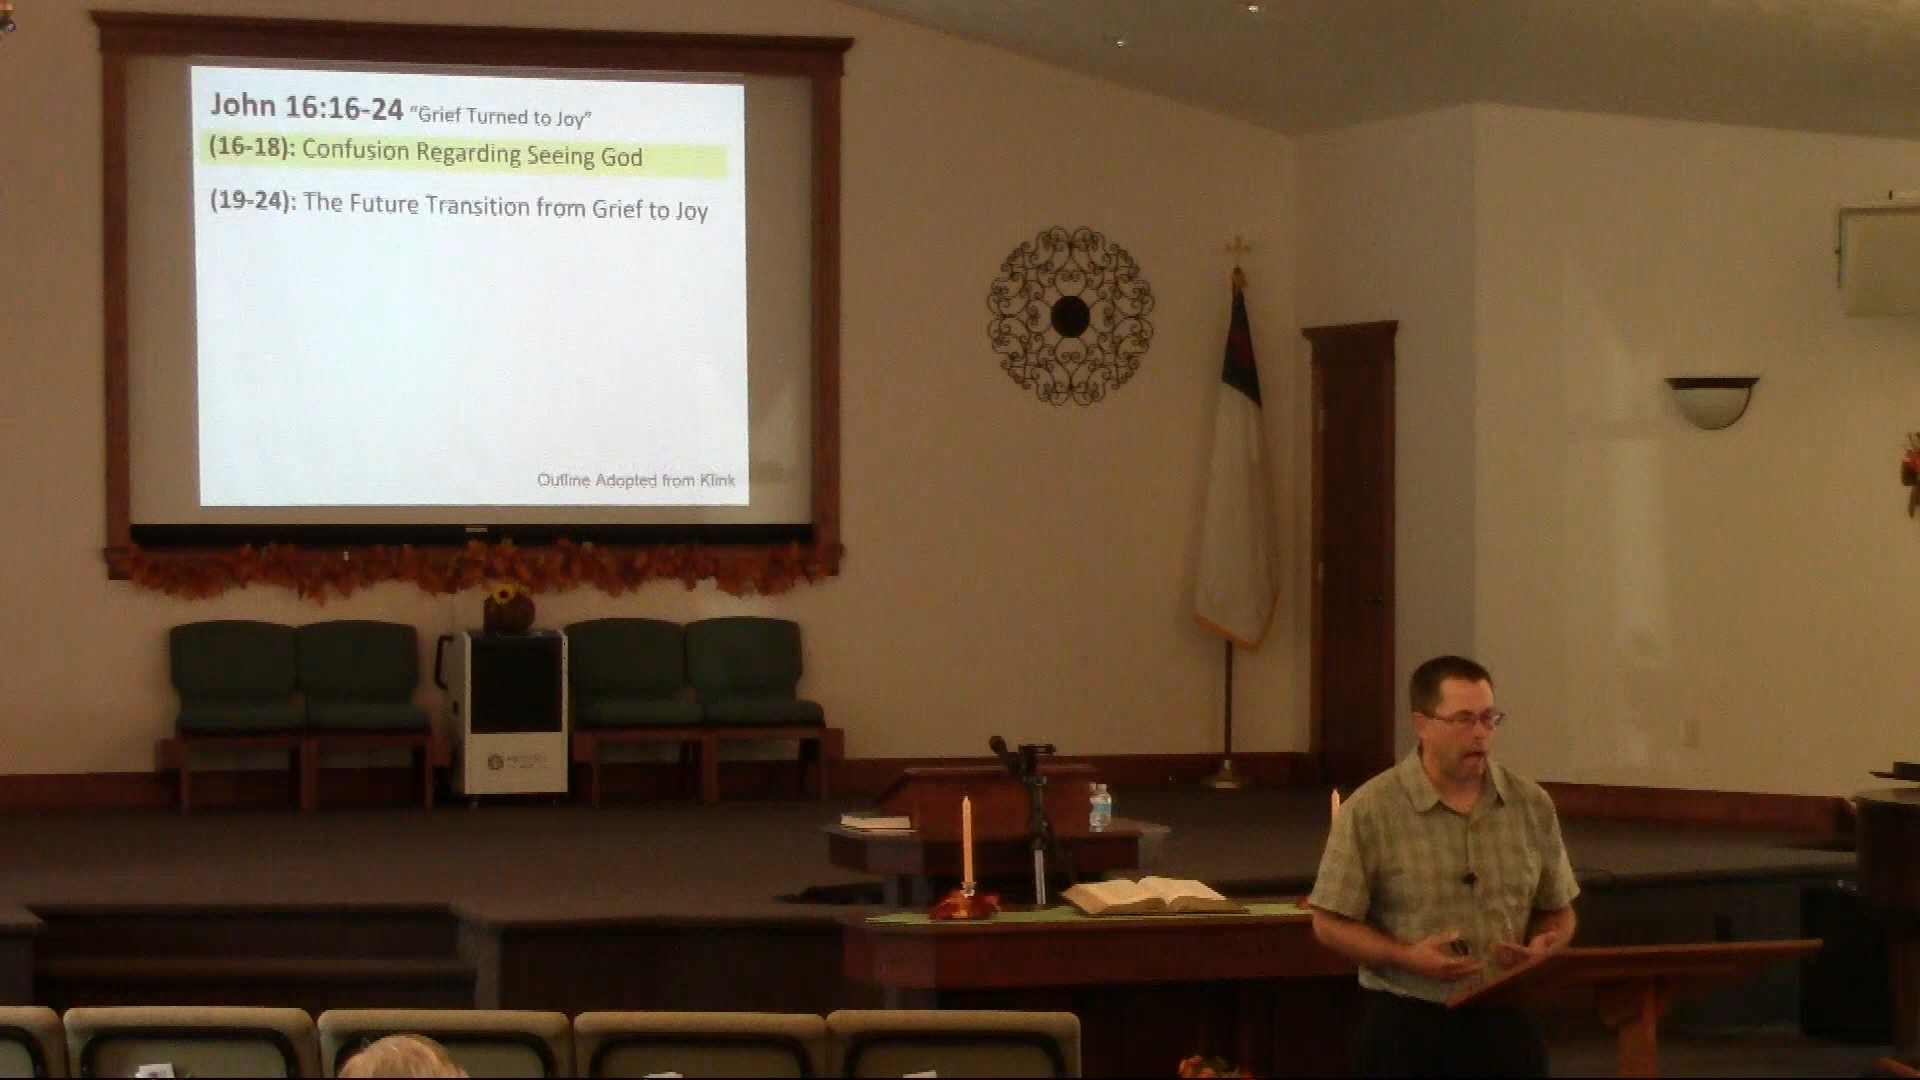 John 16:16-24 "Grief Turned to Joy"
(16-18): Confusion Regarding Seeing God
(19-24): The Future Transition from Grief to Joy
Outline Adopted from Klink